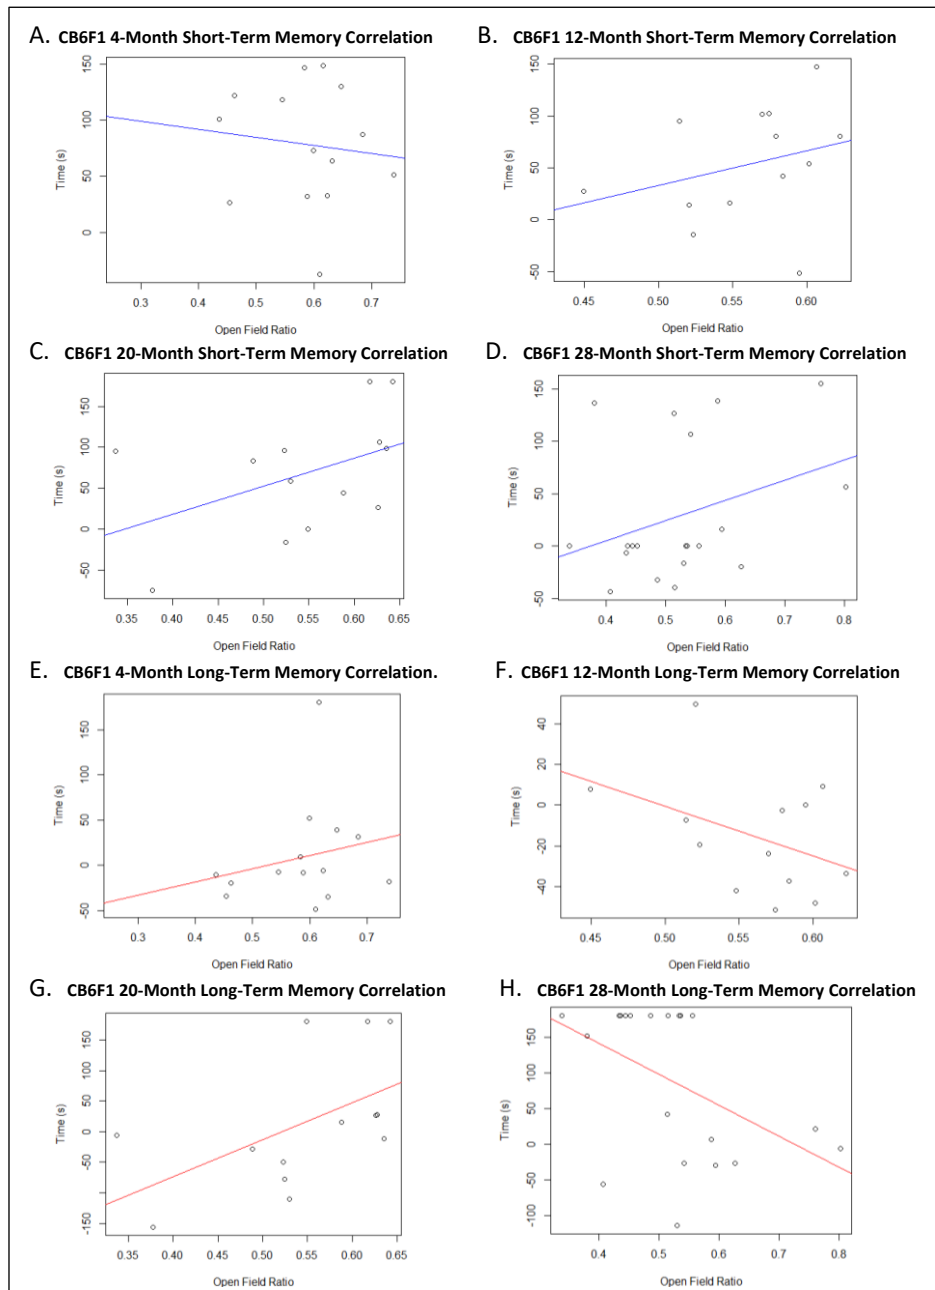 A. CB6F1 4-Month Short-Term Memory Correlation
150
100
50
0
Time (s)
0.3 0.4 0.5 0.6 0.7
Open Field Ratio
B. CB6F1 12-Month Short-Term Memory Correlation
150
100
50
0
-50
Time (s)
0.45 0.50 0.55 0.60
Open Field Ratio
C. CB6F1 20-Month Short-Term Memory Correlation
150
100
50
0
-50
Time (s)
0.35 0.40 0.45 0.50 0.55 0.60 0.65
Open Field Ratio
D. CB6F1 28-Month Short-Term Memory Correlation
150
100
50
0
-50
Time (s)
0.4 0.5 0.6 0.7 0.8
Open Field Ratio
E. CB6F1 4-Month Long-Term Memory Correlation.
150
100
50
0
-50
Time (s)
0.3 0.4 0.5 0.6 0.7
Open Field Ratio
F. CB6F1 12-Month Long-Term Memory Correlation
40
20
0
-20
-40
Time (s)
0.45 0.50 0.55 0.60
Open Field Ratio
G. CB6F1 20-Month Long-Term Memory Correlation
150
100
50
0
-50
-150
Time (s)
0.35 0.40 0.45 0.50 0.55 0.60 0.65
Open Field Ratio
H. CB6F1 28-Month Long-Term Memory Correlation
150
100
50
0
-100
Time (s)
0.4 0.5 0.6 0.7 0.8
Open Field Ratio